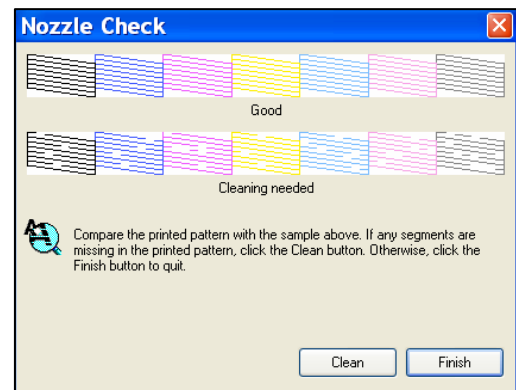 Nozzle Check
Good
Cleaning needed
Compare the printed pattern with the sample above. If any segments are
missing in the printed pattern, click the Clean button. Otherwise, click the
Finish button to quit.
Clean
Finish